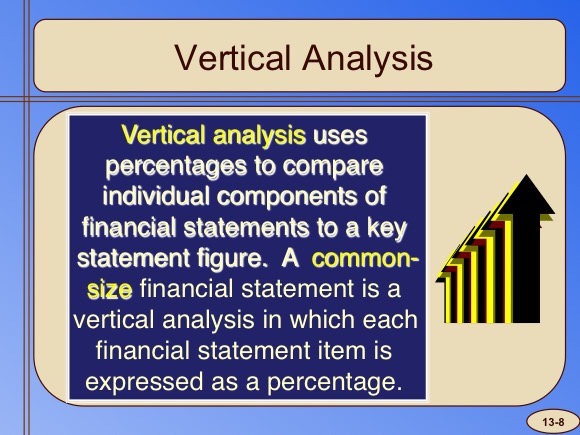 Vertical Analysis
Vertical analysis uses
percentages to compare
individual components of
financial statements to a key
statement figure.  A  common-
size financial statement is a
vertical analysis in which each
financial statement item is
expressed as a percentage.
13-8